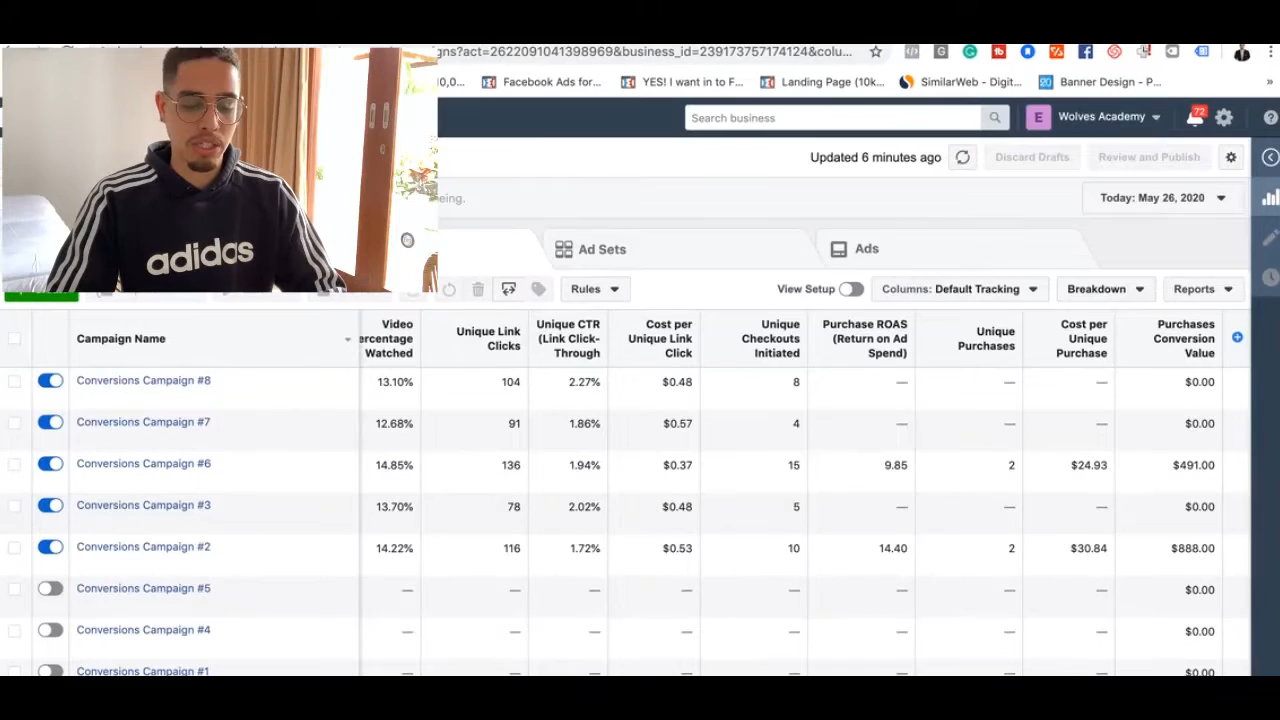 gns?act=2622091041398969&business_id=239173757174124&colu...
10,0...
Facebook Ads for...
YES! I want in to F...
Landing Page (10k...
SimilarWeb - Digit...
Banner Design - P...
»
Search business
E
Wolves Academy
72
Updated 6 minutes ago
Discard Drafts
Review and Publish
eing.
Today: May 26, 2020
Ad Sets
Ads
adidas
Rules
View Setup
Columns: Default Tracking
Breakdown
Reports
Campaign Name
Video
ercentage
Watched
Unique Link
Clicks
Unique CTR
(Link Click-
Through
Cost per
Unique Link
Click
Unique
Checkouts
Initiated
Purchase ROAS
(Return on Ad
Spend)
Unique
Purchases
Cost per
Unique
Purchase
Purchases
Conversion
Value
Conversions Campaign #8 13.10% 104 2.27% $0.48 8 — — — $0.00
Conversions Campaign #7 12.68% 91 1.86% $0.57 4 — — — $0.00
Conversions Campaign #6 14.85% 136 1.94% $0.37 15 9.85 2 $24.93 $491.00
Conversions Campaign #3 13.70% 78 2.02% $0.48 5 — — — $0.00
Conversions Campaign #2 14.22% 116 1.72% $0.53 10 14.40 2 $30.84 $888.00
Conversions Campaign #5 — — — — — — — — $0.00
Conversions Campaign #4 — — — — — — — — $0.00
Conversions Campaign #1 — — — — — — — — $0.00